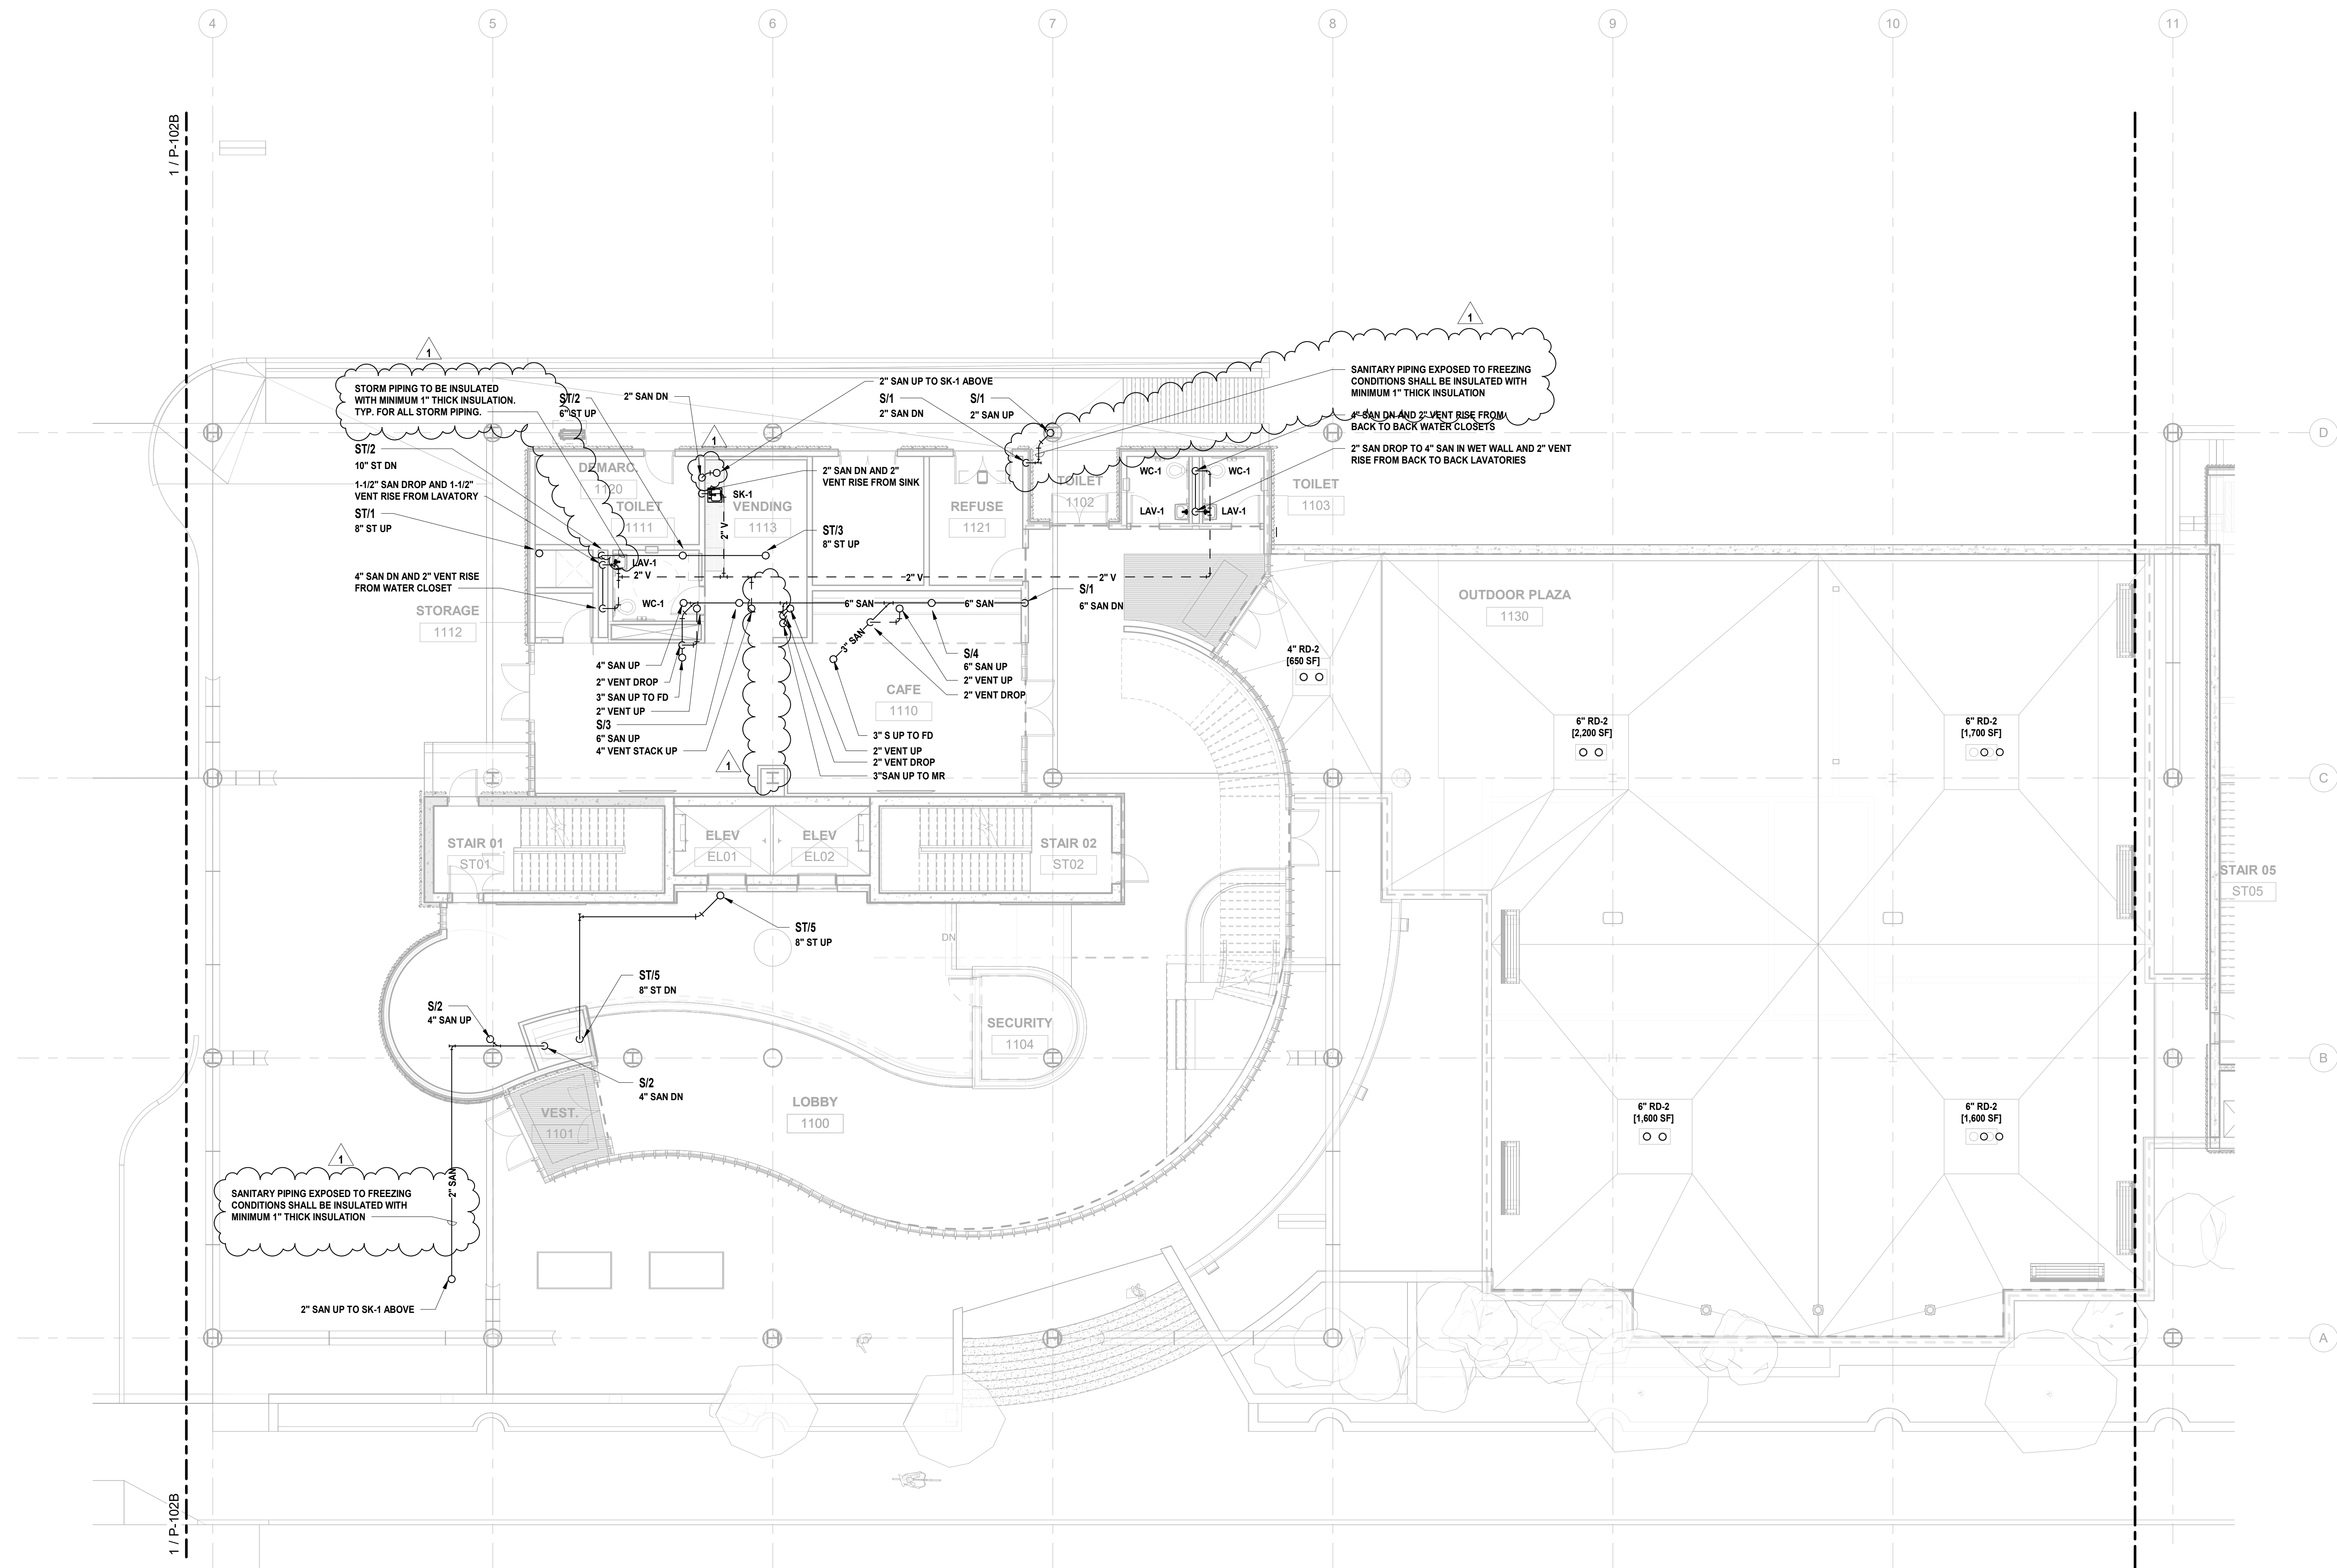 4
5
6
7
8
9
10
11
1 / P-102B
1
1
STORM PIPING TO BE INSULATED
WITH MINIMUM 1" THICK INSULATION.
TYP. FOR ALL STORM PIPING.
ST/2
6" ST UP
2" SAN DN
2" SAN UP TO SK-1 ABOVE
S/1
2" SAN DN
S/1
2" SAN UP
SANITARY PIPING EXPOSED TO FREEZING
CONDITIONS SHALL BE INSULATED WITH
MINIMUM 1" THICK INSULATION
4" SAN DN AND 2" VENT RISE FROM
BACK TO BACK WATER CLOSETS
2" SAN DROP TO 4" SAN IN WET WALL AND 2" VENT
RISE FROM BACK TO BACK LAVATORIES
D
1
ST/2
10" ST DN
1-1/2" SAN DROP AND 1-1/2"
VENT RISE FROM LAVATORY
ST/1
8" ST UP
4" SAN DN AND 2" VENT RISE
FROM WATER CLOSET
STORAGE
1112
DEMARC.
1120
TOILET
1111
SK-1
VENDING
1113
2" SAN DN AND 2"
VENT RISE FROM SINK
REFUSE
1121
TOILET
1102
WC-1
WC-1
LAV-1
LAV-1
TOILET
1103
ST/3
8" ST UP
2" V
LAV-1
2" V
2" V
2" V
WC-1
6" SAN
6" SAN
S/1
6" SAN DN
3" SAN
OUTDOOR PLAZA
1130
4" SAN UP
2" VENT DROP
3" SAN UP TO FD
2" VENT UP
S/3
6" SAN UP
4" VENT STACK UP
S/4
6" SAN UP
2" VENT UP
2" VENT DROP
CAFE
1110
3" S UP TO FD
2" VENT UP
2" VENT DROP
3"SAN UP TO MR
1
4" RD-2
[650 SF]
6" RD-2
[2,200 SF]
6" RD-2
[1,700 SF]
C
STAIR 01
ST01
ELEV
EL01
ELEV
EL02
STAIR 02
ST02
STAIR 05
ST05
ST/5
8" ST UP
DN
ST/5
8" ST DN
S/2
4" SAN UP
SECURITY
1104
B
S/2
4" SAN DN
VEST.
1101
LOBBY
1100
6" RD-2
[1,600 SF]
6" RD-2
[1,600 SF]
1
2" SAN
SANITARY PIPING EXPOSED TO FREEZING
CONDITIONS SHALL BE INSULATED WITH
MINIMUM 1" THICK INSULATION
2" SAN UP TO SK-1 ABOVE
A
1 / P-102B